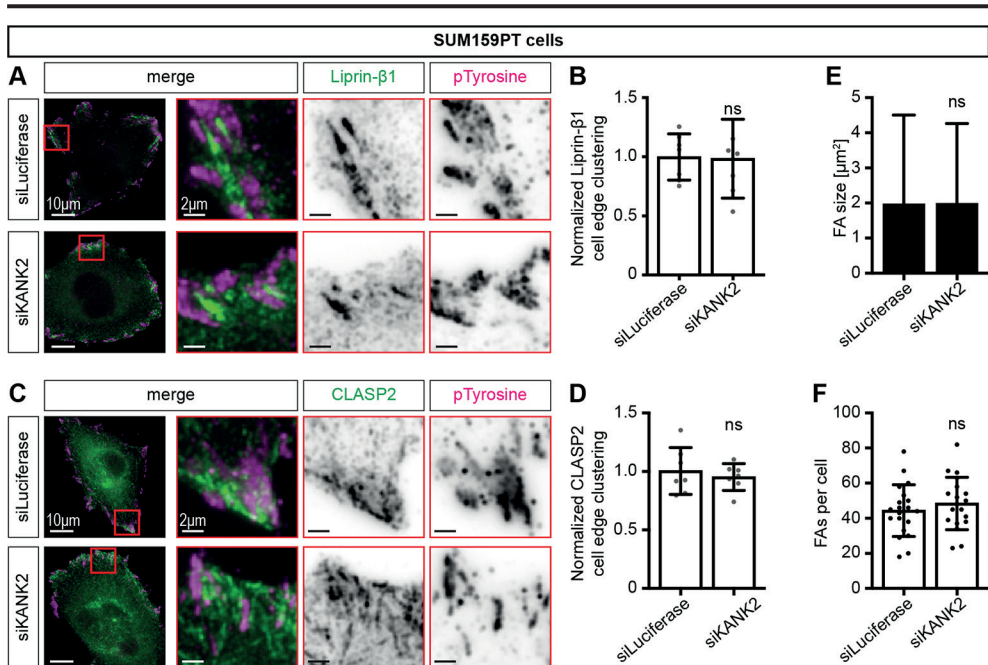 SUM159PT cells
A
merge
Liprin-β1
pTyrosine
siLuciferase
10µm
2µm
siKANK2
B
Normalized Liprin-β1
cell edge clustering
1.5
1.0
0.5
0
ns
siLuciferase
siKANK2
E
FA size [µm²]
5
4
3
2
1
0
ns
siLuciferase
siKANK2
C
merge
CLASP2
pTyrosine
siLuciferase
10µm
2µm
siKANK2
D
Normalized CLASP2
cell edge clustering
1.5
1.0
0.5
0
ns
siLuciferase
siKANK2
F
FAs per cell
100
80
60
40
20
0
ns
siLuciferase
siKANK2